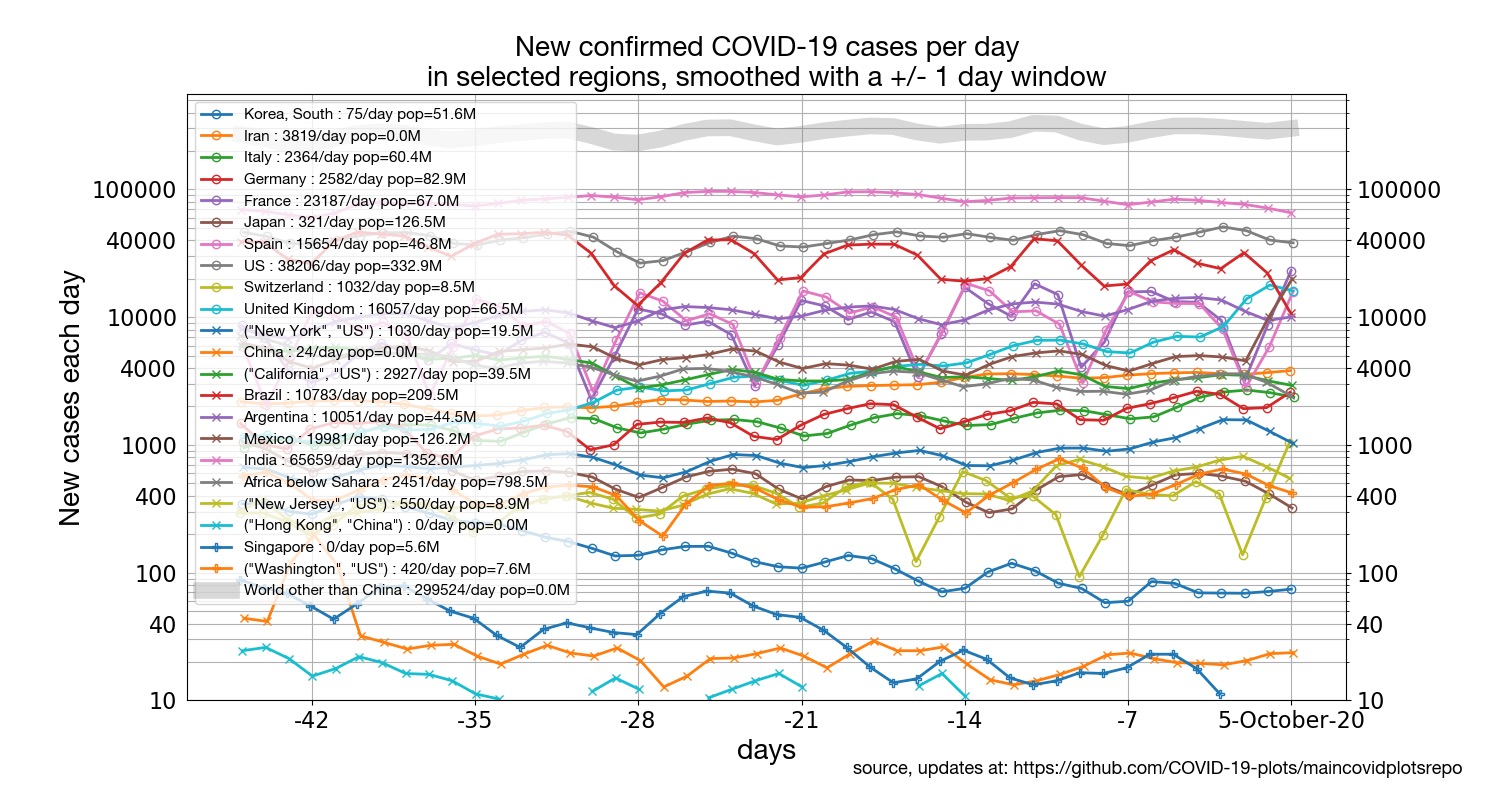 New confirmed COVID-19 cases per day
in selected regions, smoothed with a +/- 1 day window
New cases each day
100000
40000
10000
4000
1000
400
100
40
10
Korea, South : 75/day pop=51.6M
Iran : 3819/day pop=0.0M
Italy : 2364/day pop=60.4M
Germany : 2582/day pop=82.9M
France : 23187/day pop=67.0M
Japan : 321/day pop=126.5M
Spain : 15654/day pop=46.8M
US : 38206/day pop=332.9M
Switzerland : 1032/day pop=8.5M
United Kingdom : 16057/day pop=66.5M
("New York", "US") : 1030/day pop=19.5M
China : 24/day pop=0.0M
("California", "US") : 2927/day pop=39.5M
Brazil : 10783/day pop=209.5M
Argentina : 10051/day pop=44.5M
Mexico : 19981/day pop=126.2M
India : 65659/day pop=1352.6M
Africa below Sahara : 2451/day pop=798.5M
("New Jersey", "US") : 550/day pop=8.9M
("Hong Kong", "China") : 0/day pop=0.0M
Singapore : 0/day pop=5.6M
("Washington", "US") : 420/day pop=7.6M
World other than China : 299524/day pop=0.0M
100000
40000
10000
4000
1000
400
100
40
10
-42 -35 -28 -21 -14 -7 5-October-20
days
source, updates at: https://github.com/COVID-19-plots/maincovidplotsrepo